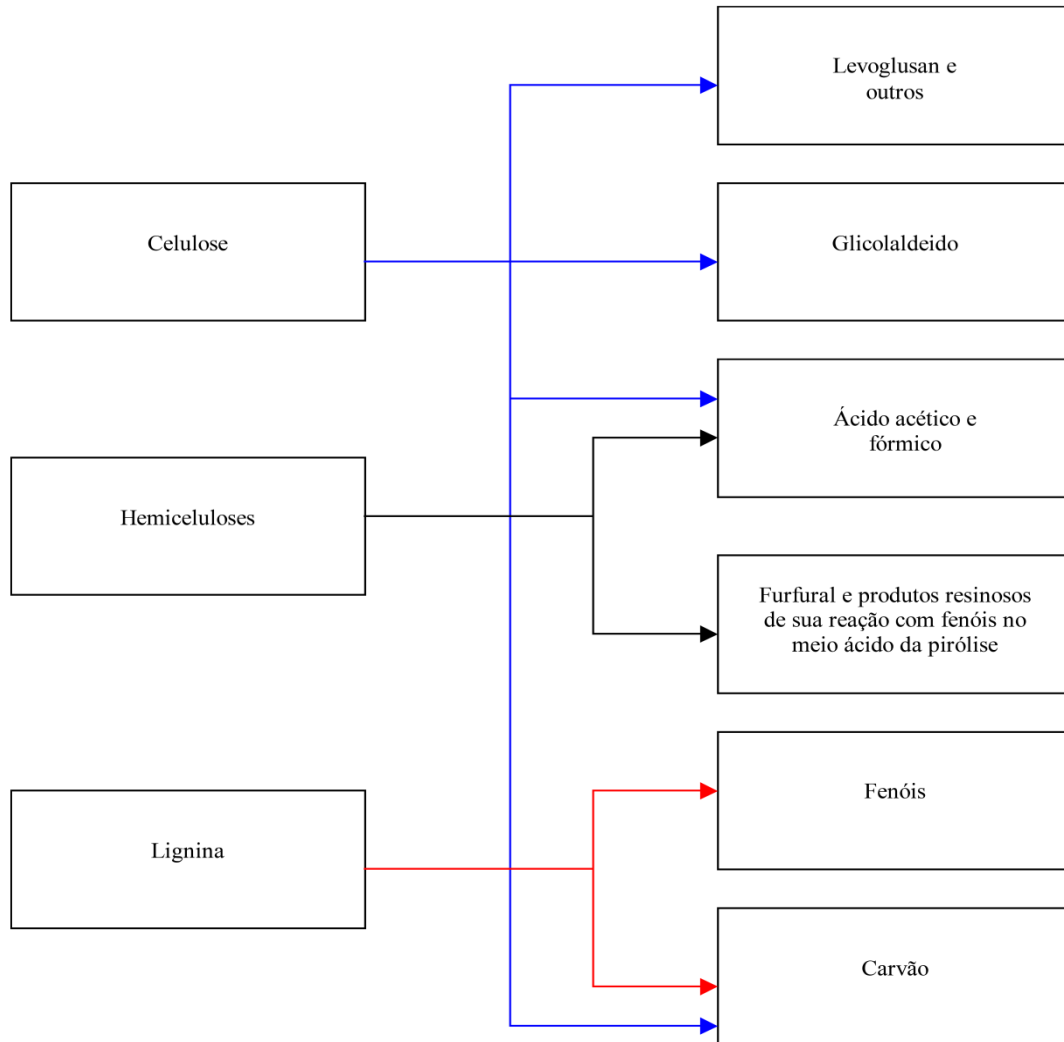 Levoglusan e
outros
Celulose
Glicolaldeido
Ácido acético e
fórmico
Hemiceluloses
Furfural e produtos resinosos
de sua reação com fenóis no
meio ácido da pirólise
Lignina
Fenóis
Carvão